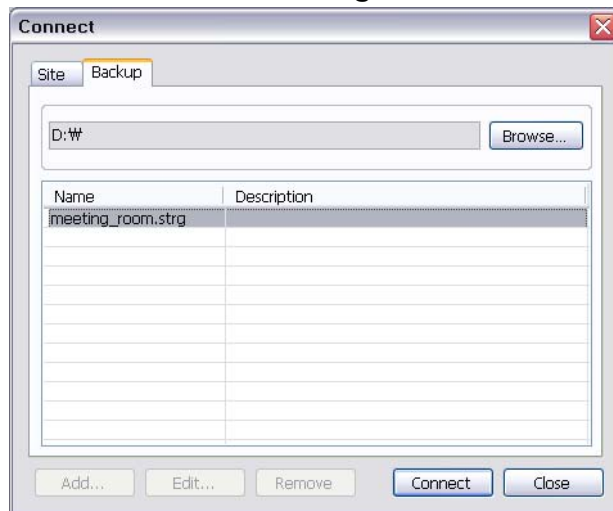 Connect
Site Backup
D:₩ Browse...
Name Description
meeting_room.strg
Add... Edit... Remove Connect Close